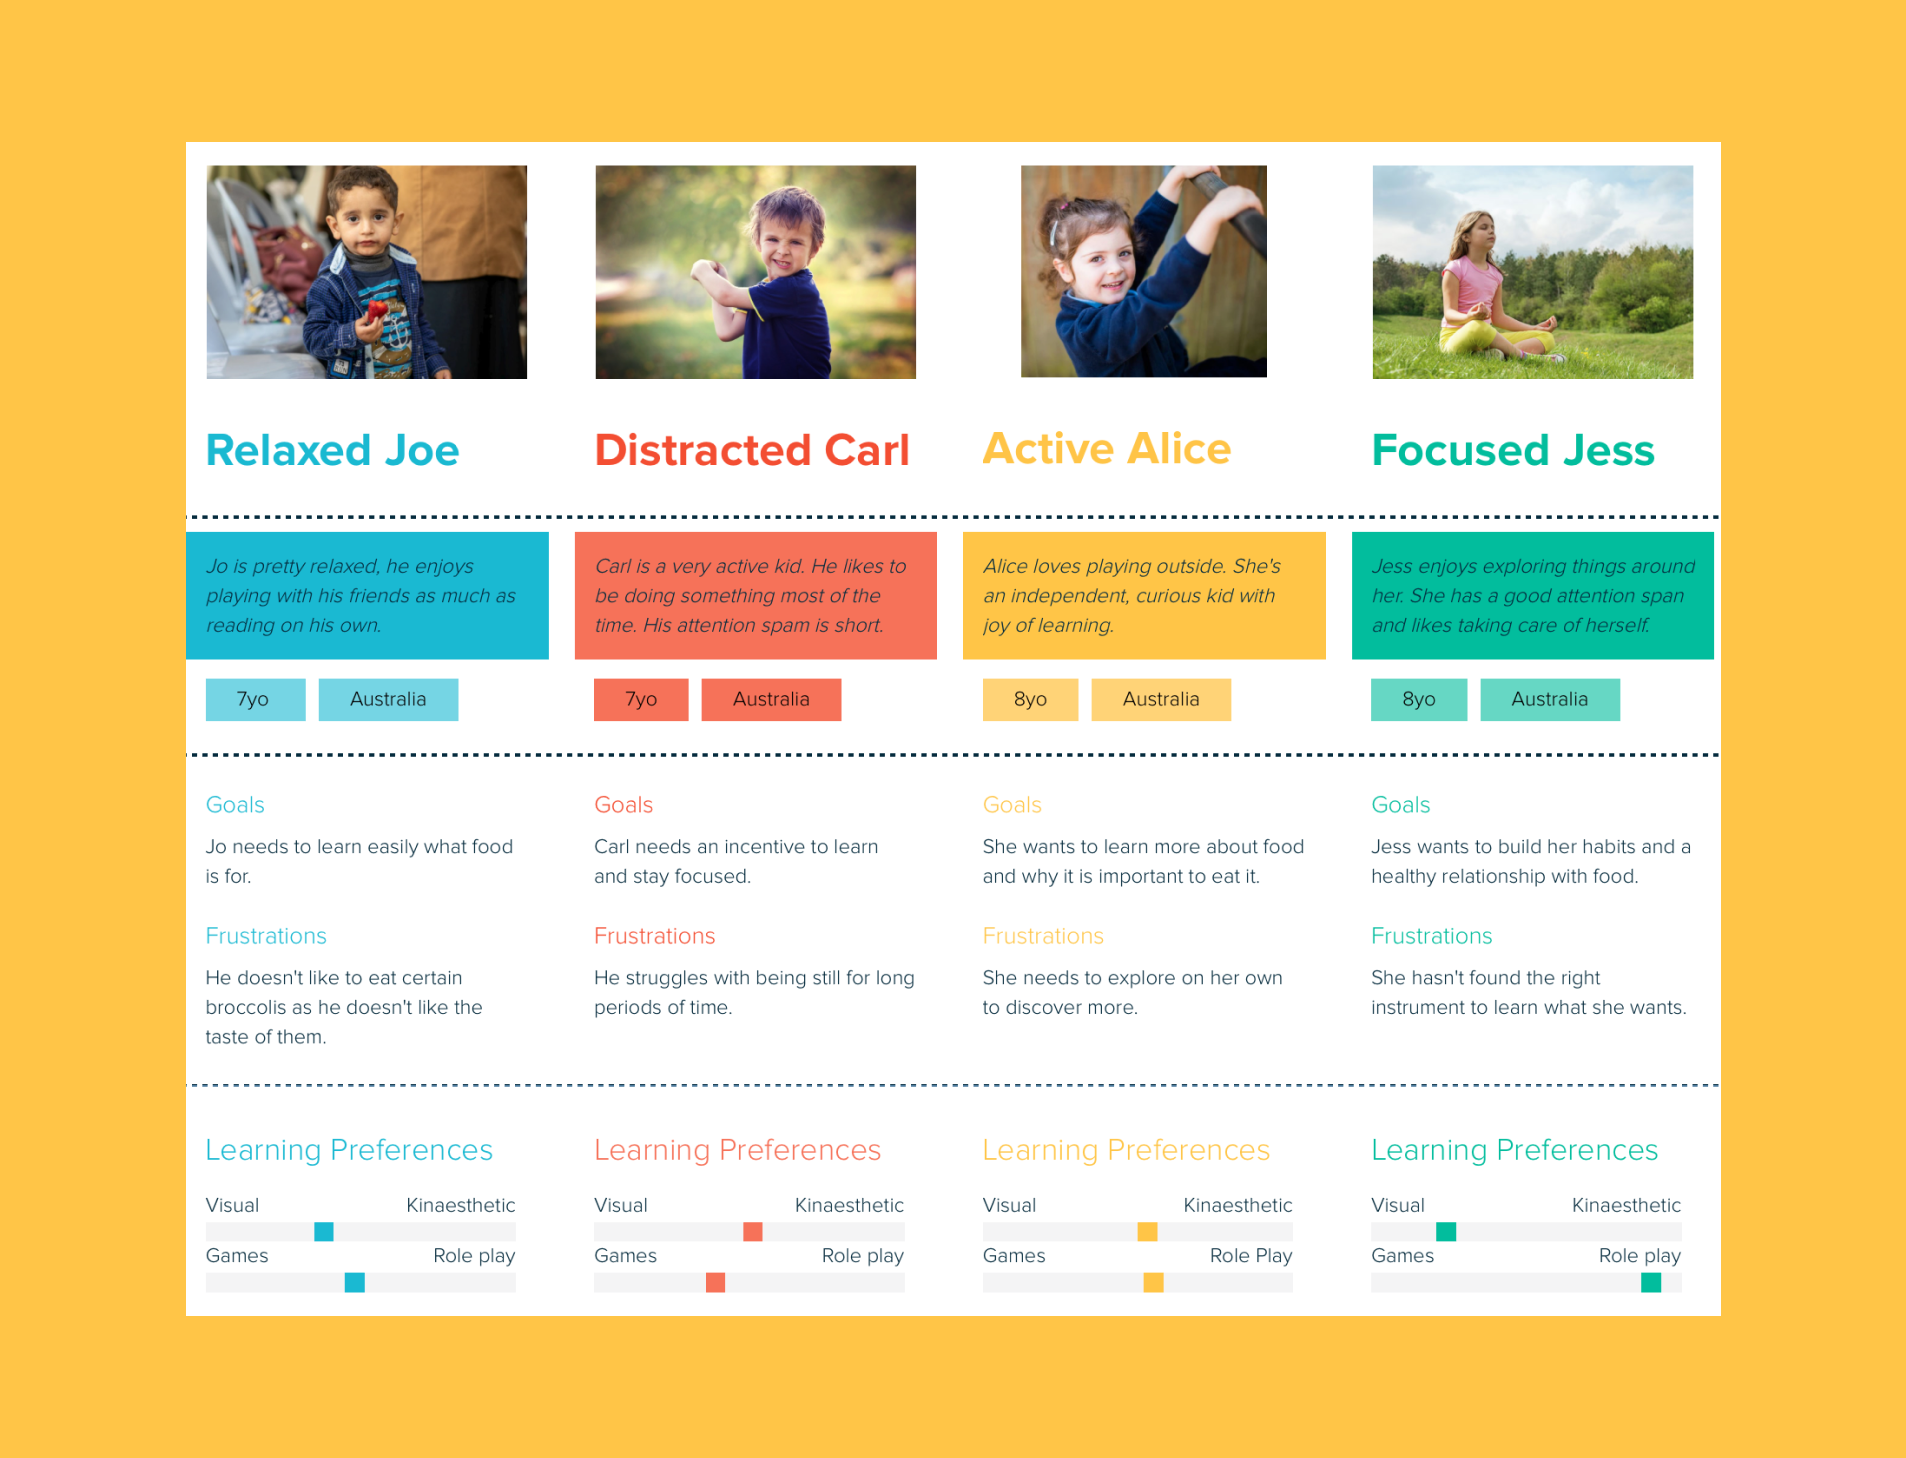 Relaxed Joe
Jo is pretty relaxed, he enjoys
playing with his friends as much as
reading on his own.
7yo
Australia
Goals
Jo needs to learn easily what food
is for.
Frustrations
He doesn't like to eat certain
broccolis as he doesn't like the
taste of them.
Learning Preferences
Visual Kinaesthetic
Games Role play
Distracted Carl
Carl is a very active kid. He likes to
be doing something most of the
time. His attention spam is short.
7yo
Australia
Goals
Carl needs an incentive to learn
and stay focused.
Frustrations
He struggles with being still for long
periods of time.
Learning Preferences
Visual Kinaesthetic
Games Role play
Active Alice
Alice loves playing outside. She's
an independent, curious kid with
joy of learning.
8yo
Australia
Goals
She wants to learn more about food
and why it is important to eat it.
Frustrations
She needs to explore on her own
to discover more.
Learning Preferences
Visual Kinaesthetic
Games Role Play
Focused Jess
Jess enjoys exploring things around
her. She has a good attention span
and likes taking care of herself.
8yo
Australia
Goals
Jess wants to build her habits and a
healthy relationship with food.
Frustrations
She hasn't found the right
instrument to learn what she wants.
Learning Preferences
Visual Kinaesthetic
Games Role play